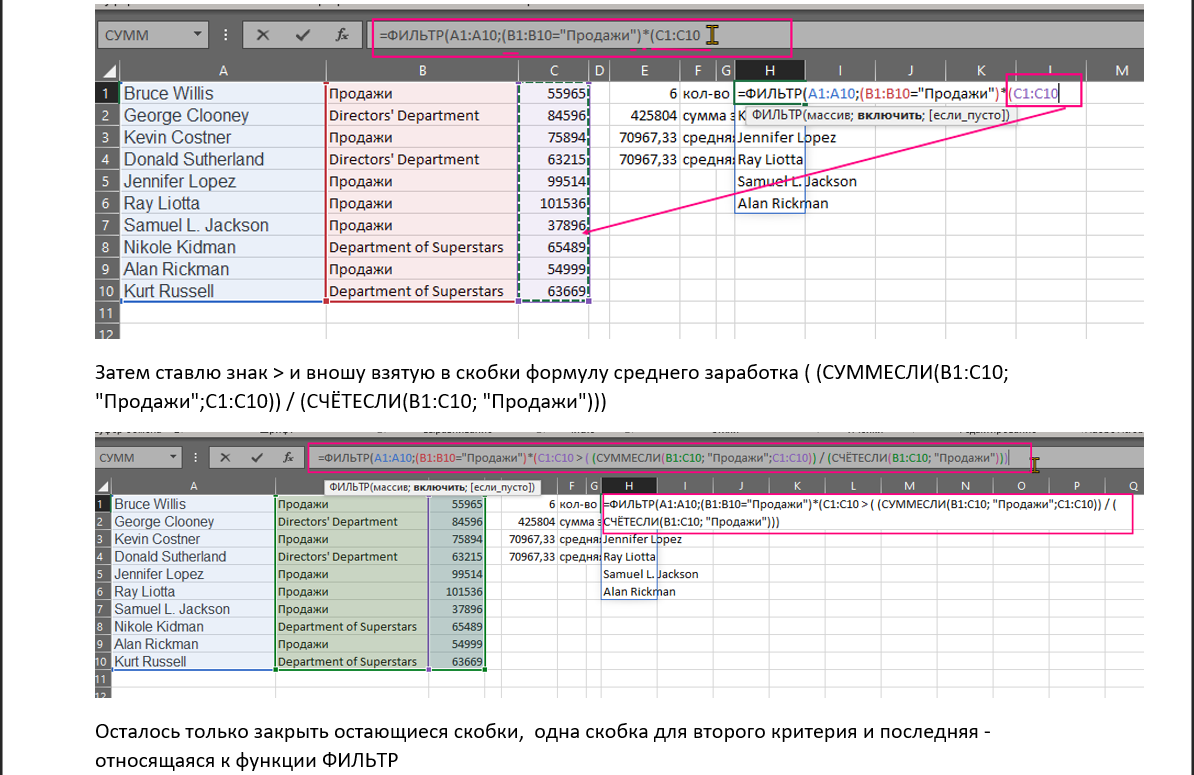 СУММ =ФИЛЬТР(A1:A10;(B1:B10="Продажи")*(C1:C10
A B C D E F G H I J K L M
1 Bruce Willis Продажи 55965 6 кол-во =ФИЛЬТР(A1:A10;(B1:B10="Продажи")*(C1:C10
2 George Clooney Directors' Department 84596 425804 сумма з K ФИЛЬТР(массив; включить; [если_пусто])
3 Kevin Costner Продажи 75894 70967,33 средня Jennifer Lopez
4 Donald Sutherland Directors' Department 63215 70967,33 средня Ray Liotta
5 Jennifer Lopez Продажи 99514 Samuel L. Jackson
6 Ray Liotta Продажи 101536 Alan Rickman
7 Samuel L. Jackson Продажи 37896
8 Nikole Kidman Department of Superstars 65489
9 Alan Rickman Продажи 54999
10 Kurt Russell Department of Superstars 63669
11
12
Затем ставлю знак > и вношу взятую в скобки формулу среднего заработка ( (СУММЕСЛИ(B1:C10;
"Продажи";C1:C10)) / (СЧЁТЕСЛИ(B1:C10; "Продажи")))
СУММ =ФИЛЬТР(A1:A10;(B1:B10="Продажи")*(C1:C10 > ( (СУММЕСЛИ(B1:C10; "Продажи";C1:C10)) / (СЧЁТЕСЛИ(B1:C10; "Продажи")))
A ФИЛЬТР(массив; включить; [если_пусто]) F G H I J K L M N O P Q
1 Bruce Willis Продажи 55965 6 кол-во =ФИЛЬТР(A1:A10;(B1:B10="Продажи")*(C1:C10 > ( (СУММЕСЛИ(B1:C10; "Продажи";C1:C10)) / (
2 George Clooney Directors' Department 84596 425804 сумма з СЧЁТЕСЛИ(B1:C10; "Продажи")))
3 Kevin Costner Продажи 75894 70967,33 средня Jennifer Lopez
4 Donald Sutherland Directors' Department 63215 70967,33 средня Ray Liotta
5 Jennifer Lopez Продажи 99514 Samuel L. Jackson
6 Ray Liotta Продажи 101536 Alan Rickman
7 Samuel L. Jackson Продажи 37896
8 Nikole Kidman Department of Superstars 65489
9 Alan Rickman Продажи 54999
10 Kurt Russell Department of Superstars 63669
11
12
Осталось только закрыть остающиеся скобки, одна скобка для второго критерия и последняя -
относящаяся к функции ФИЛЬТР